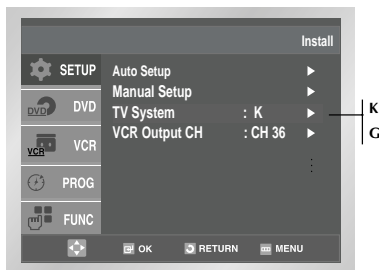 Install
SETUP
DVD
DVD
VCR
VCR
PROG
FUNC
Auto Setup
Manual Setup
TV System : K
VCR Output CH : CH 36
K
G
OK RETURN MENU